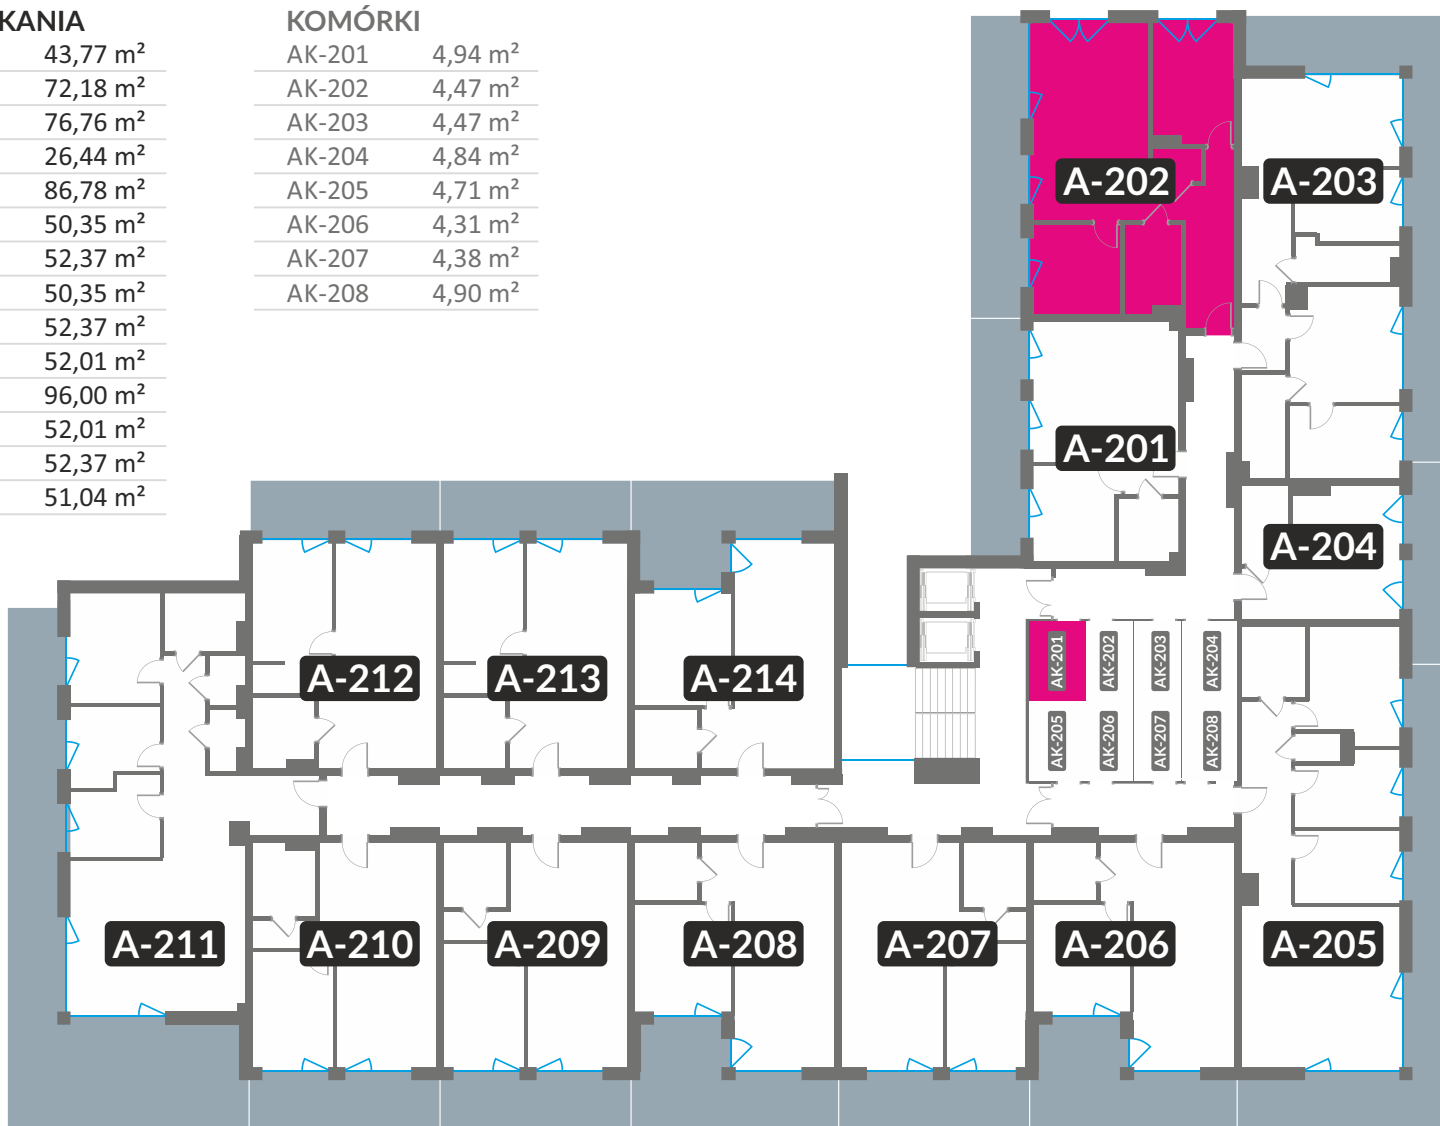 KANIA
43,77 m²
72,18 m²
76,76 m²
26,44 m²
86,78 m²
50,35 m²
52,37 m²
50,35 m²
52,37 m²
52,01 m²
96,00 m²
52,01 m²
52,37 m²
51,04 m²
KOMÓRKI
AK-201 4,94 m²
AK-202 4,47 m²
AK-203 4,47 m²
AK-204 4,84 m²
AK-205 4,71 m²
AK-206 4,31 m²
AK-207 4,38 m²
AK-208 4,90 m²
A-202
A-203
A-201
A-204
AK-201
AK-202
AK-203
AK-204
AK-205
AK-206
AK-207
AK-208
A-212
A-213
A-214
A-211
A-210
A-209
A-208
A-207
A-206
A-205